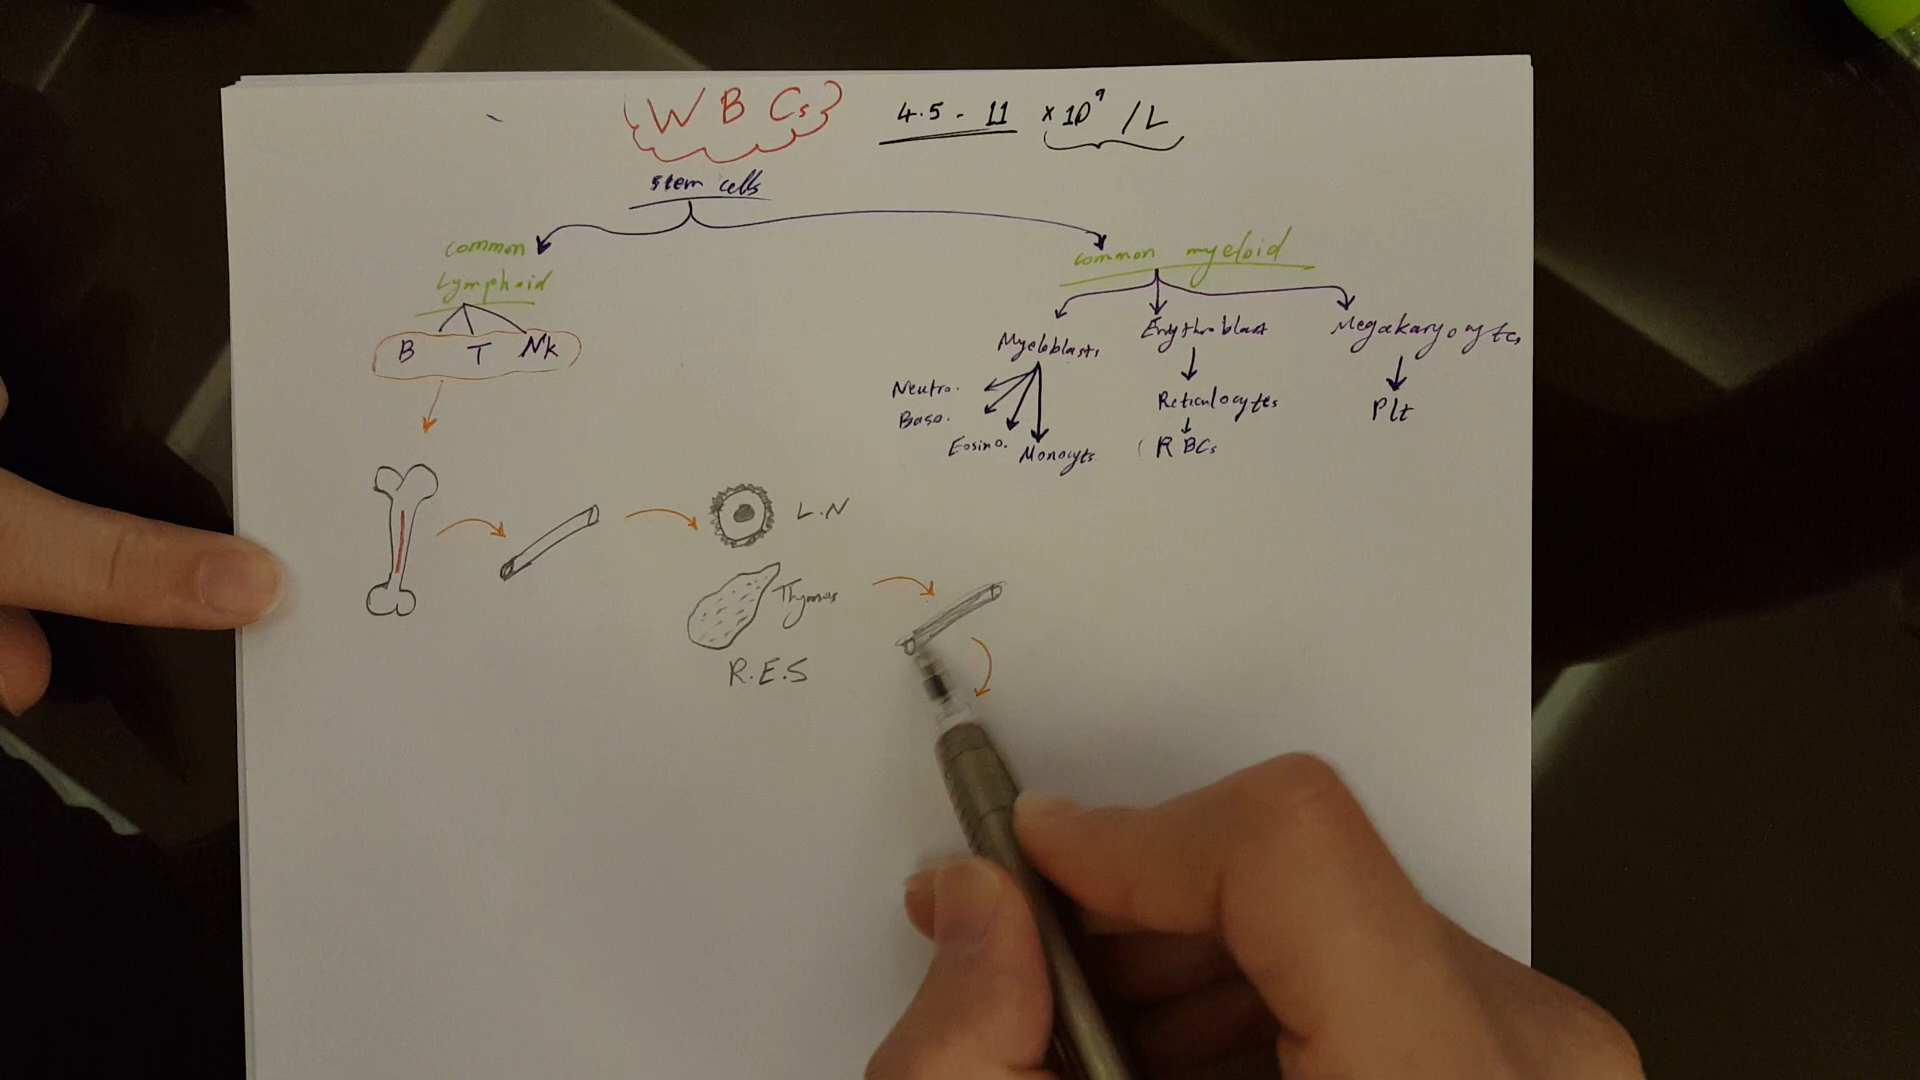 WBCs 4.5 - 11 x10⁹ /L
stem cells
common
Lymphoid
B T NK
common myeloid
Myeloblasts
Erythroblast
Megakaryocytes
Neutro.
Baso.
Eosino.
Monocyts.
Reticulocytes
RBCs
Plt
L.N
Thymus
R.E.S